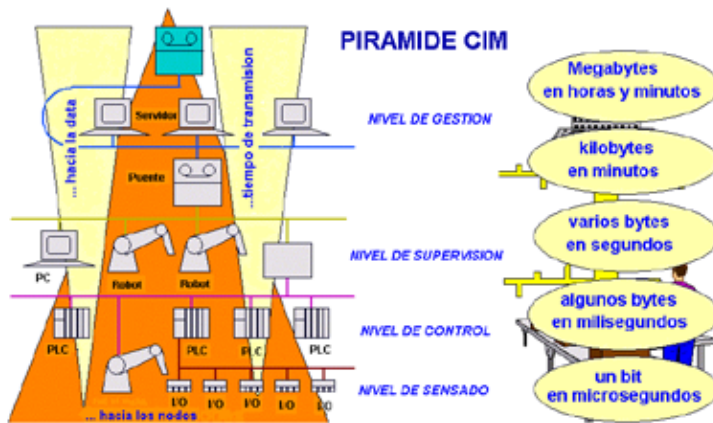 PIRAMIDE CIM
... hacia la data
Servidor
...tiempo de transmision
Puente
PC
Robot
Robot
PLC
PLC
PLC
PLC
I/O
I/O
I/O
I/O
I/O
... hacia los nodos
NIVEL DE GESTION
NIVEL DE SUPERVISION
NIVEL DE CONTROL
NIVEL DE SENSADO
Megabytes
en horas y minutos
kilobytes
en minutos
varios bytes
en segundos
algunos bytes
en milisegundos
un bit
en microsegundos